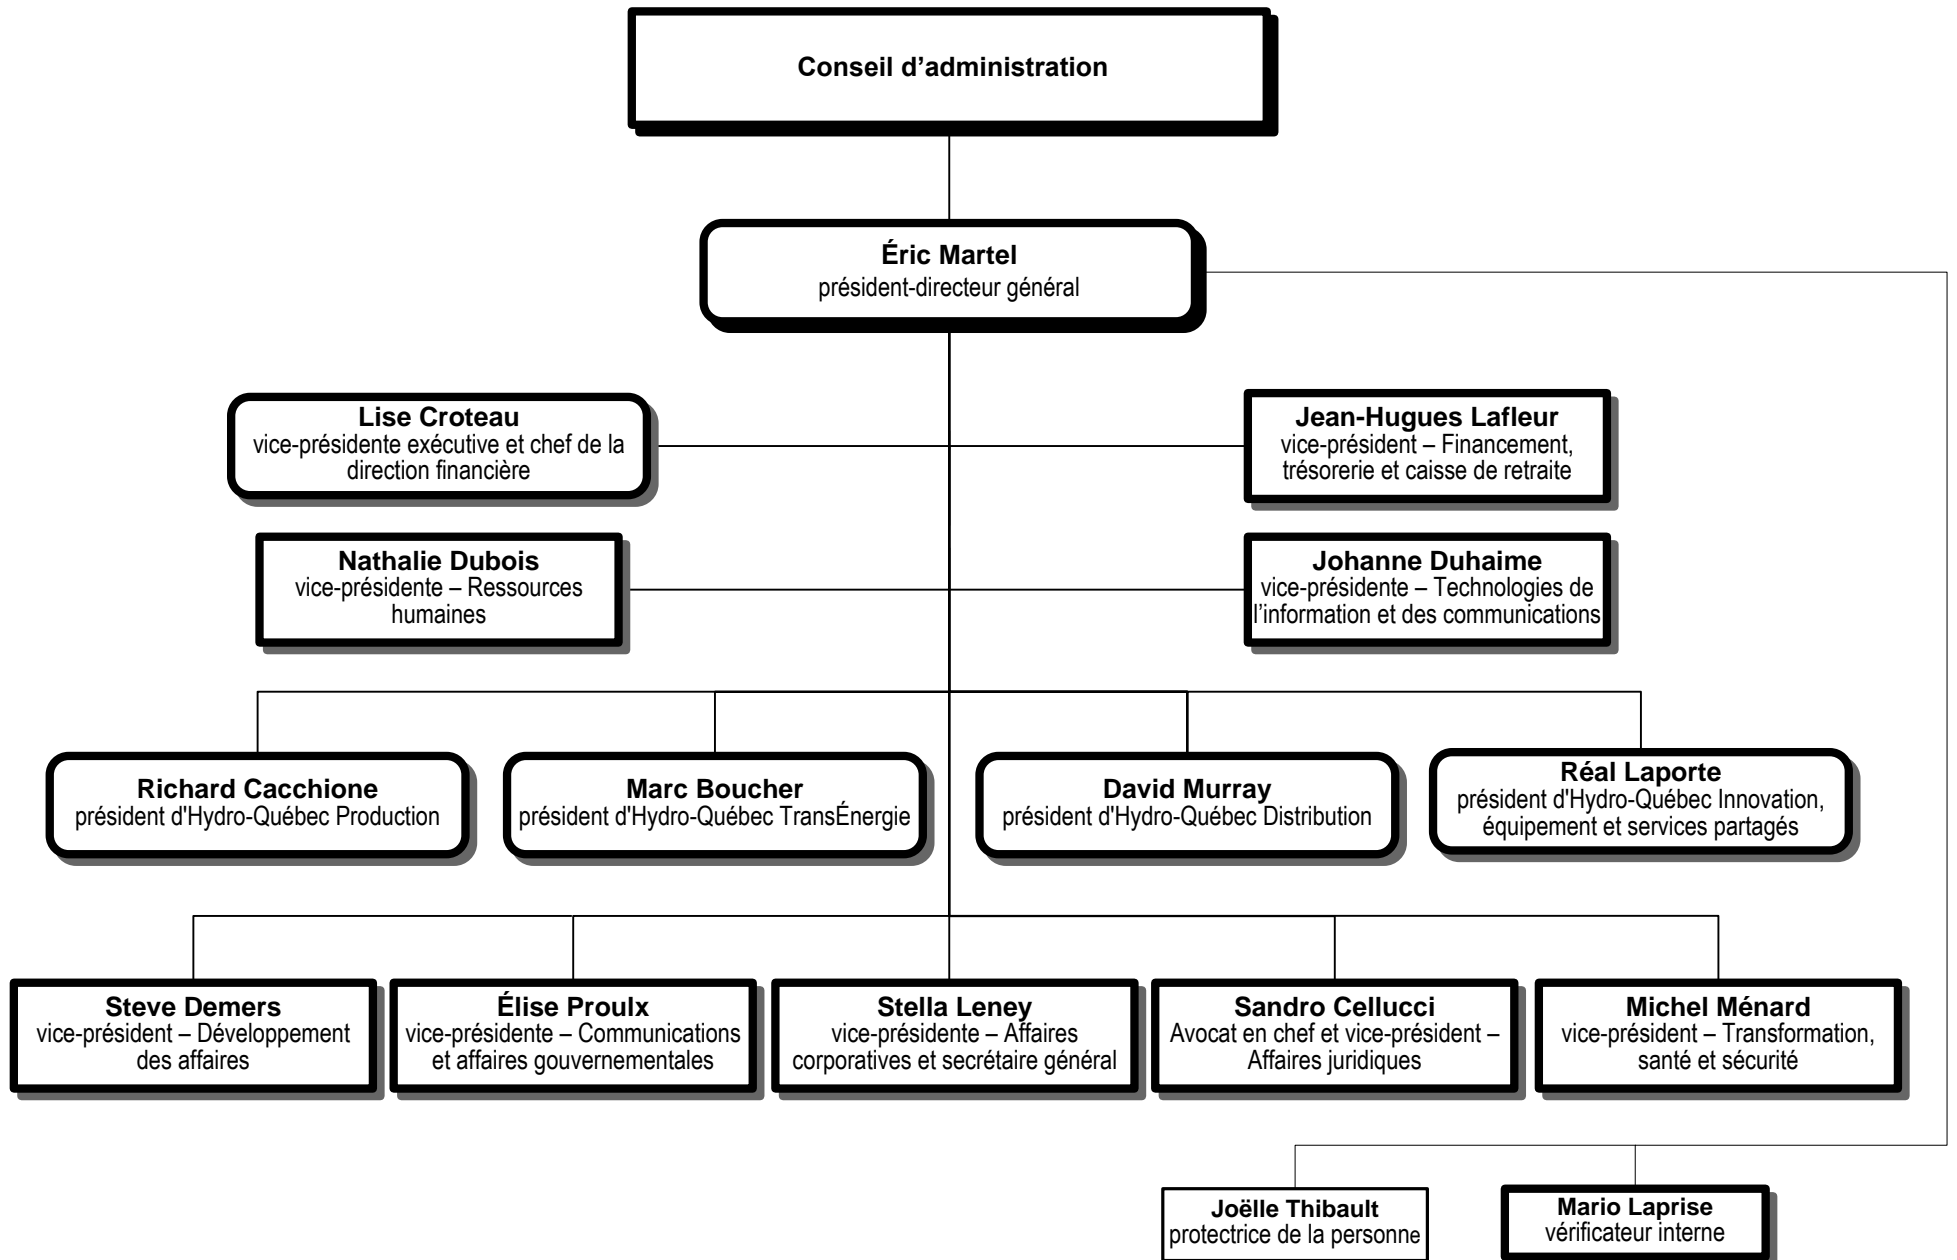 Conseil d’administration
Éric Martel
président-directeur général
Lise Croteau
vice-présidente exécutive et chef de la
direction financière
Jean-Hugues Lafleur
vice-président – Financement,
trésorerie et caisse de retraite
Nathalie Dubois
vice-présidente – Ressources
humaines
Johanne Duhaime
vice-présidente – Technologies de
l’information et des communications
Richard Cacchione
président d'Hydro-Québec Production
Marc Boucher
président d'Hydro-Québec TransÉnergie
David Murray
président d'Hydro-Québec Distribution
Réal Laporte
président d'Hydro-Québec Innovation,
équipement et services partagés
Steve Demers
vice-président – Développement
des affaires
Élise Proulx
vice-présidente – Communications
et affaires gouvernementales
Stella Leney
vice-présidente – Affaires
corporatives et secrétaire général
Sandro Cellucci
Avocat en chef et vice-président –
Affaires juridiques
Michel Ménard
vice-président – Transformation,
santé et sécurité
Joëlle Thibault
protectrice de la personne
Mario Laprise
vérificateur interne